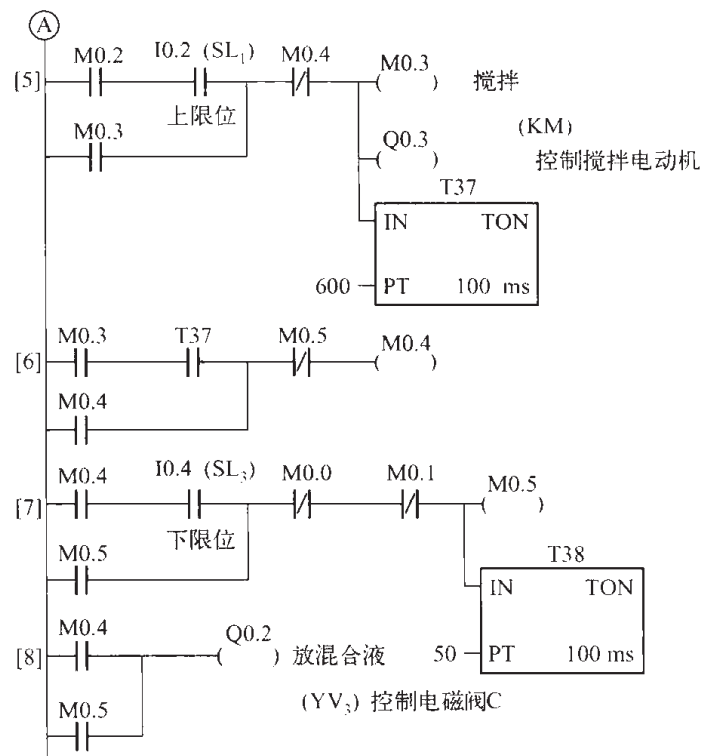 A
M0.2 I0.2 (SL1) M0.4
[5] M0.3 搅拌
上限位
M0.3
(KM)
Q0.3
控制搅拌电动机
T37
IN TON
600 PT 100 ms
M0.3 T37 M0.5 M0.4
[6]
M0.4
M0.4 I0.4 (SL3) M0.0 M0.1
[7] M0.5
下限位
M0.5
T38
IN TON
M0.4
[8] Q0.2 放混合液 50 PT 100 ms
(YV3) 控制电磁阀C
M0.5